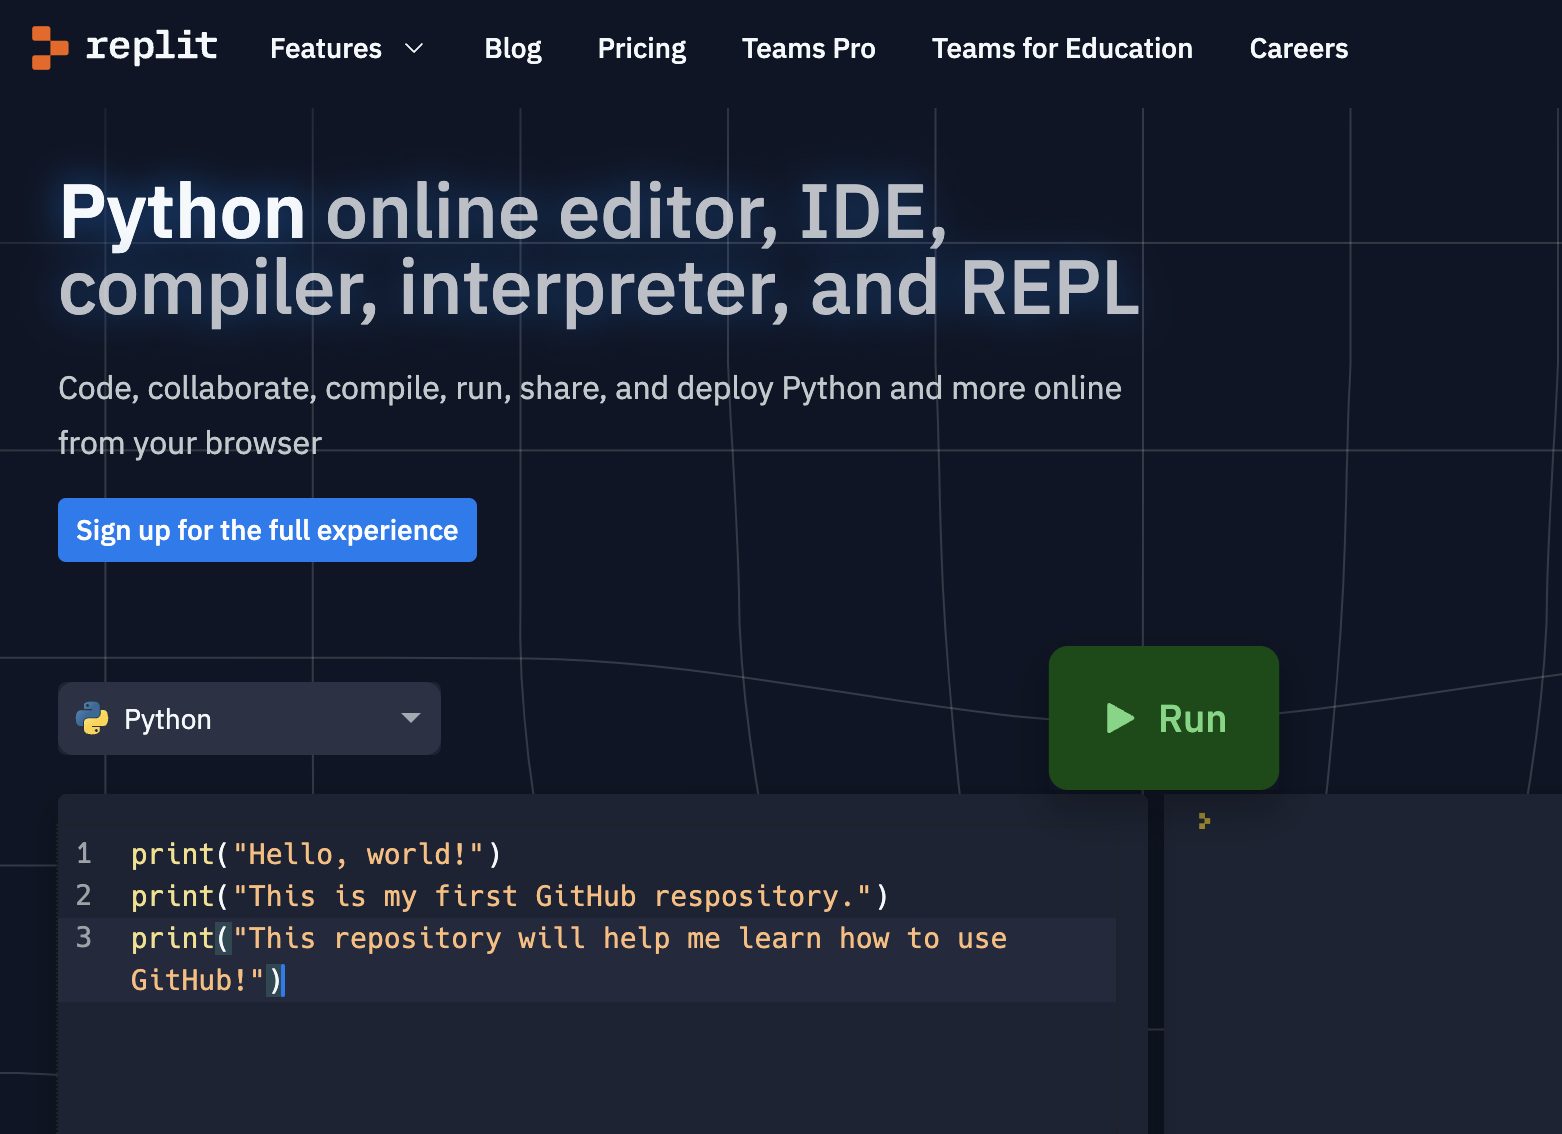 replit Features Blog Pricing Teams Pro Teams for Education Careers
Python online editor, IDE,
compiler, interpreter, and REPL
Code, collaborate, compile, run, share, and deploy Python and more online
from your browser
Sign up for the full experience
Python
Run
1 print("Hello, world!")
2 print("This is my first GitHub respository.")
3 print("This repository will help me learn how to use
GitHub!")